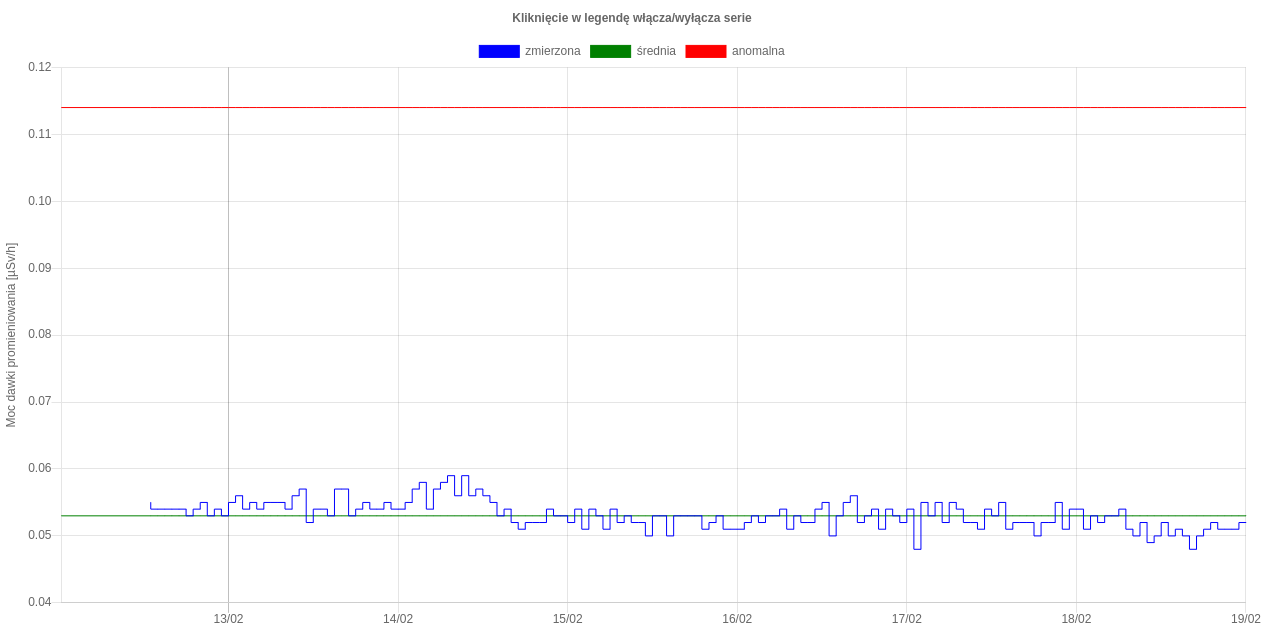 Kliknięcie w legendę włącza/wyłącza serie
zmierzona średnia anomalna
Moc dawki promieniowania [µSv/h]
0.12
0.11
0.10
0.09
0.08
0.07
0.06
0.05
0.04
13/02 14/02 15/02 16/02 17/02 18/02 19/02